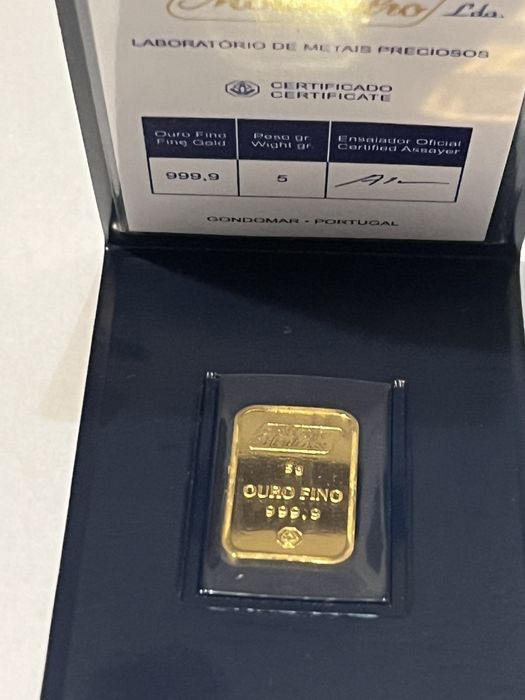 Lda.
LABORATÓRIO DE METAIS PRECIOSOS
CERTIFICADO
CERTIFICATE
Ouro Fino Peso gr. Ensaiador Oficial
Fine Gold Wight gr. Certified Assayer
999,9 5
GONDOMAR - PORTUGAL
5g
OURO FINO
999,9